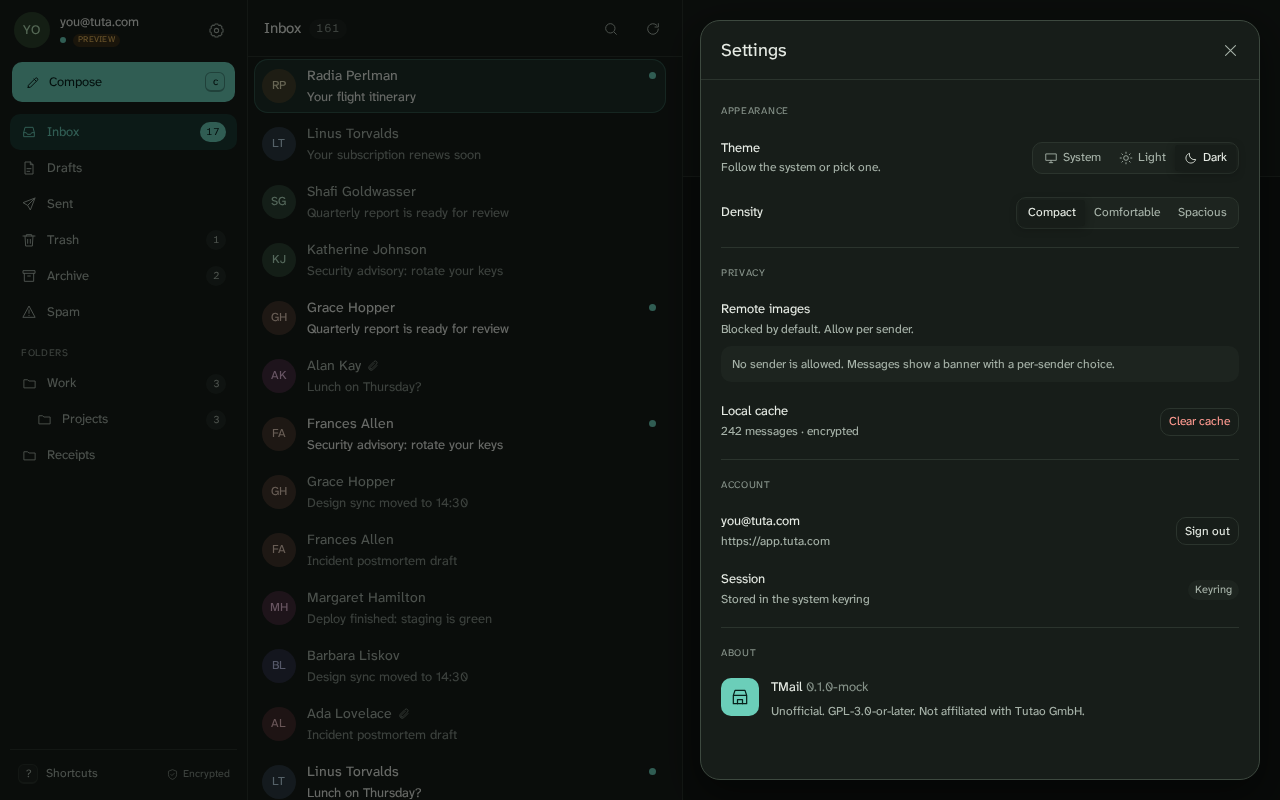 YO
you@tuta.com
PREVIEW
Compose
c
Inbox
17
Drafts
Sent
Trash
1
Archive
2
Spam
FOLDERS
Work
3
Projects
3
Receipts
?
Shortcuts
Encrypted
Inbox 161
RP
Radia Perlman
Your flight itinerary
LT
Linus Torvalds
Your subscription renews soon
SG
Shafi Goldwasser
Quarterly report is ready for review
KJ
Katherine Johnson
Security advisory: rotate your keys
GH
Grace Hopper
Quarterly report is ready for review
AK
Alan Kay
Lunch on Thursday?
FA
Frances Allen
Security advisory: rotate your keys
GH
Grace Hopper
Design sync moved to 14:30
FA
Frances Allen
Incident postmortem draft
MH
Margaret Hamilton
Deploy finished: staging is green
BL
Barbara Liskov
Design sync moved to 14:30
AL
Ada Lovelace
Incident postmortem draft
LT
Linus Torvalds
Lunch on Thursday?
Settings
APPEARANCE
Theme
Follow the system or pick one.
System Light Dark
Density
Compact Comfortable Spacious
PRIVACY
Remote images
Blocked by default. Allow per sender.
No sender is allowed. Messages show a banner with a per-sender choice.
Local cache
242 messages · encrypted
Clear cache
ACCOUNT
you@tuta.com
https://app.tuta.com
Sign out
Session
Stored in the system keyring
Keyring
ABOUT
TMail 0.1.0-mock
Unofficial. GPL-3.0-or-later. Not affiliated with Tutao GmbH.